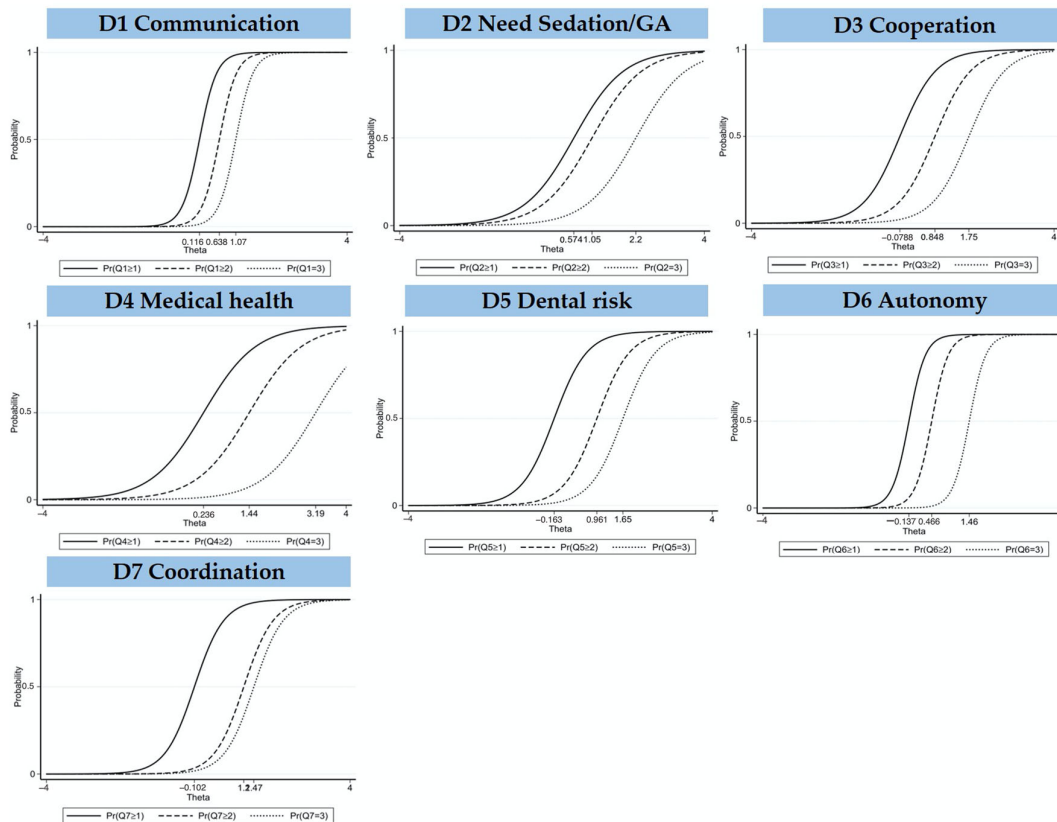 D1 Communication
1
0.5
0
Probability
−4
0.116 0.638 1.07
4
Theta
Pr(Q1≥1) Pr(Q1≥2) Pr(Q1=3)
D2 Need Sedation/GA
1
0.5
0
Probability
−4
0.5741.05
2.2
4
Theta
Pr(Q2≥1) Pr(Q2≥2) Pr(Q2=3)
D3 Cooperation
1
0.5
0
Probability
−4
−0.0788 0.848
1.75
4
Theta
Pr(Q3≥1) Pr(Q3≥2) Pr(Q3=3)
D4 Medical health
1
0.5
0
Probability
−4
0.236
1.44
3.19
4
Theta
Pr(Q4≥1) Pr(Q4≥2) Pr(Q4=3)
D5 Dental risk
1
0.5
0
Probability
−4
−0.163
0.961
1.65
4
Theta
Pr(Q5≥1) Pr(Q5≥2) Pr(Q5=3)
D6 Autonomy
1
0.5
0
Probability
−4
−0.137 0.466
1.46
Theta
Pr(Q6≥1) Pr(Q6≥2) Pr(Q6=3)
D7 Coordination
1
0.5
0
Probability
−4
−0.102
4
Theta
Pr(Q7≥1) Pr(Q7≥2) Pr(Q7=3)